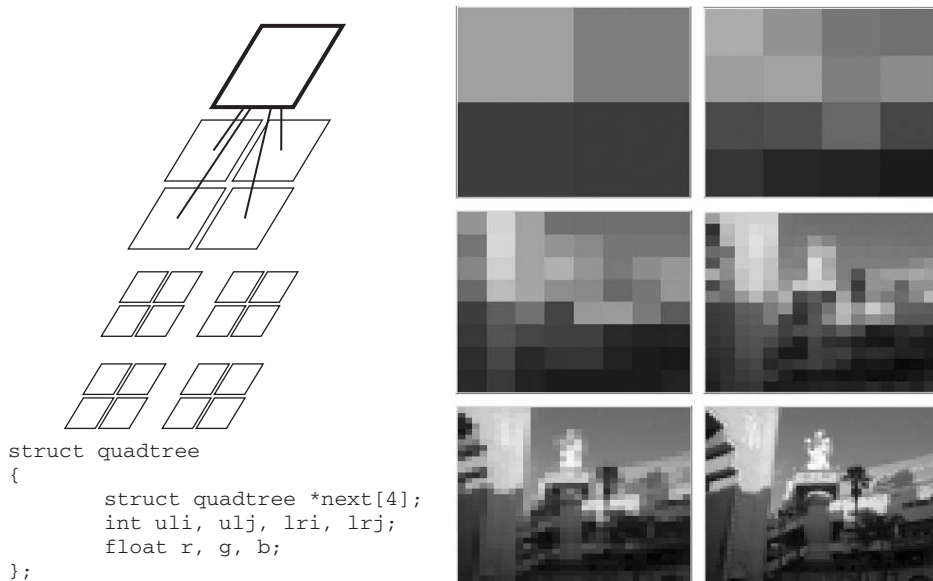 struct quadtree
{
struct quadtree *next[4];
int uli, ulj, lri, lrj;
float r, g, b;
};